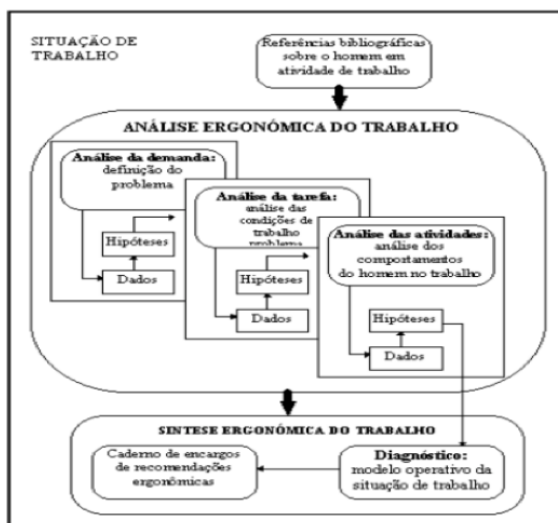 SITUAÇÃO DE
TRABALHO
Referências bibliográficas
sobre o homem em
atividade de trabalho
ANÁLISE ERGONÓMICA DO TRABALHO
Análise da demanda:
definição do
problema
Hipóteses
Dados
Análise da tarefa:
análise das
condições de
trabalho
problema
Hipóteses
Dados
Análise das atividades:
análise dos
comportamentos
do homem no trabalho
Hipóteses
Dados
SINTESE ERGONÓMICA DO TRABALHO
Caderno de encargos
de recomendações
ergonômicas
Diagnóstico:
modelo operativo da
situação de trabalho